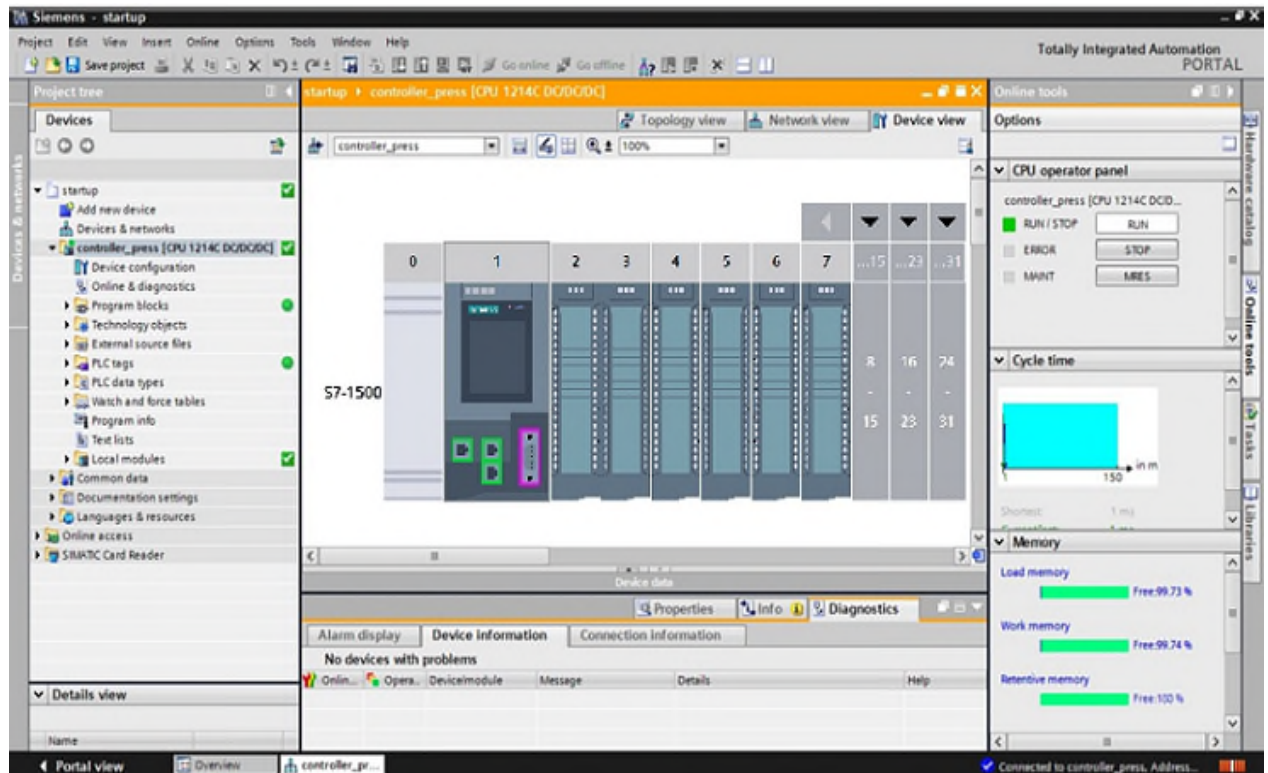 Siemens - startup
Project Edit View Insert Online Options Tools Window Help
Totally Integrated Automation
PORTAL
Save project
Go online Go offline
Project tree
startup controller_press [CPU 1214C DC/DC/DC]
Online tools
Devices
Topology view Network view Device view
Options
controller_press
100%
startup
Add new device
Devices & networks
controller_press [CPU 1214C DC/DC/DC]
Device configuration
Online & diagnostics
Program blocks
Technology objects
External source files
PLC tags
PLC data types
Watch and force tables
Program info
Text lists
Local modules
Common data
Documentation settings
Languages & resources
Online access
SIMATIC Card Reader
Devices & networks
0 1 2 3 4 5 6 7 ...15 ...23 ...31
SIEMENS
S7-1500
8 16 24
- - -
15 23 31
CPU operator panel
controller_press [CPU 1214C DC/D...
RUN / STOP RUN
ERROR STOP
MAINT MRES
Cycle time
150 in m
Shortest: 1 ms
Memory
Load memory
Free:99.73 %
Work memory
Free:99.74 %
Retentive memory
Free:100 %
Hardware catalog
Online tools
Tasks
Libraries
Device data
Properties Info Diagnostics
Alarm display Device information Connection information
No devices with problems
Onlin... Opera.. Device/module Message Details Help
Details view
Name
Portal view Overview controller_pr...
Connected to controller_press, Address...